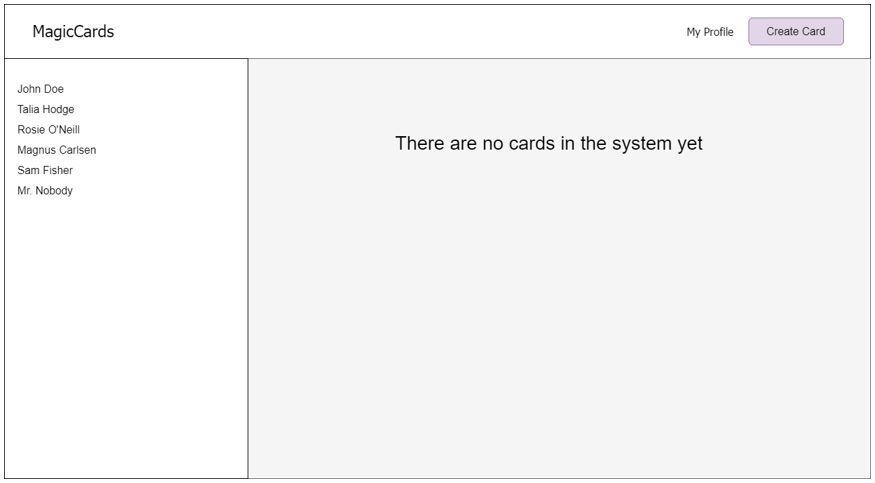 MagicCards
My Profile
Create Card
John Doe
Talia Hodge
Rosie O'Neill
Magnus Carlsen
Sam Fisher
Mr. Nobody
There are no cards in the system yet